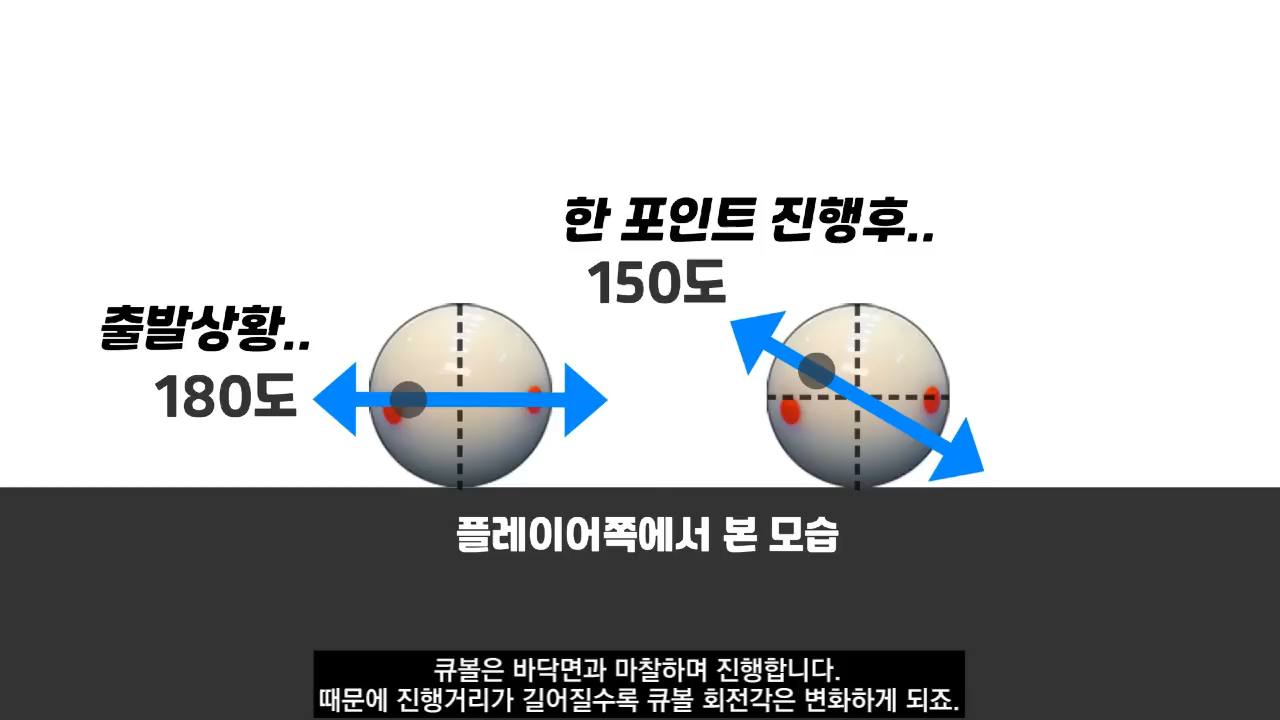 한 포인트 진행후..
150도
출발상황..
180도
플레이어쪽에서 본 모습
큐볼은 바닥면과 마찰하며 진행합니다.
때문에 진행거리가 길어질수록 큐볼 회전각은 변화하게 되죠.